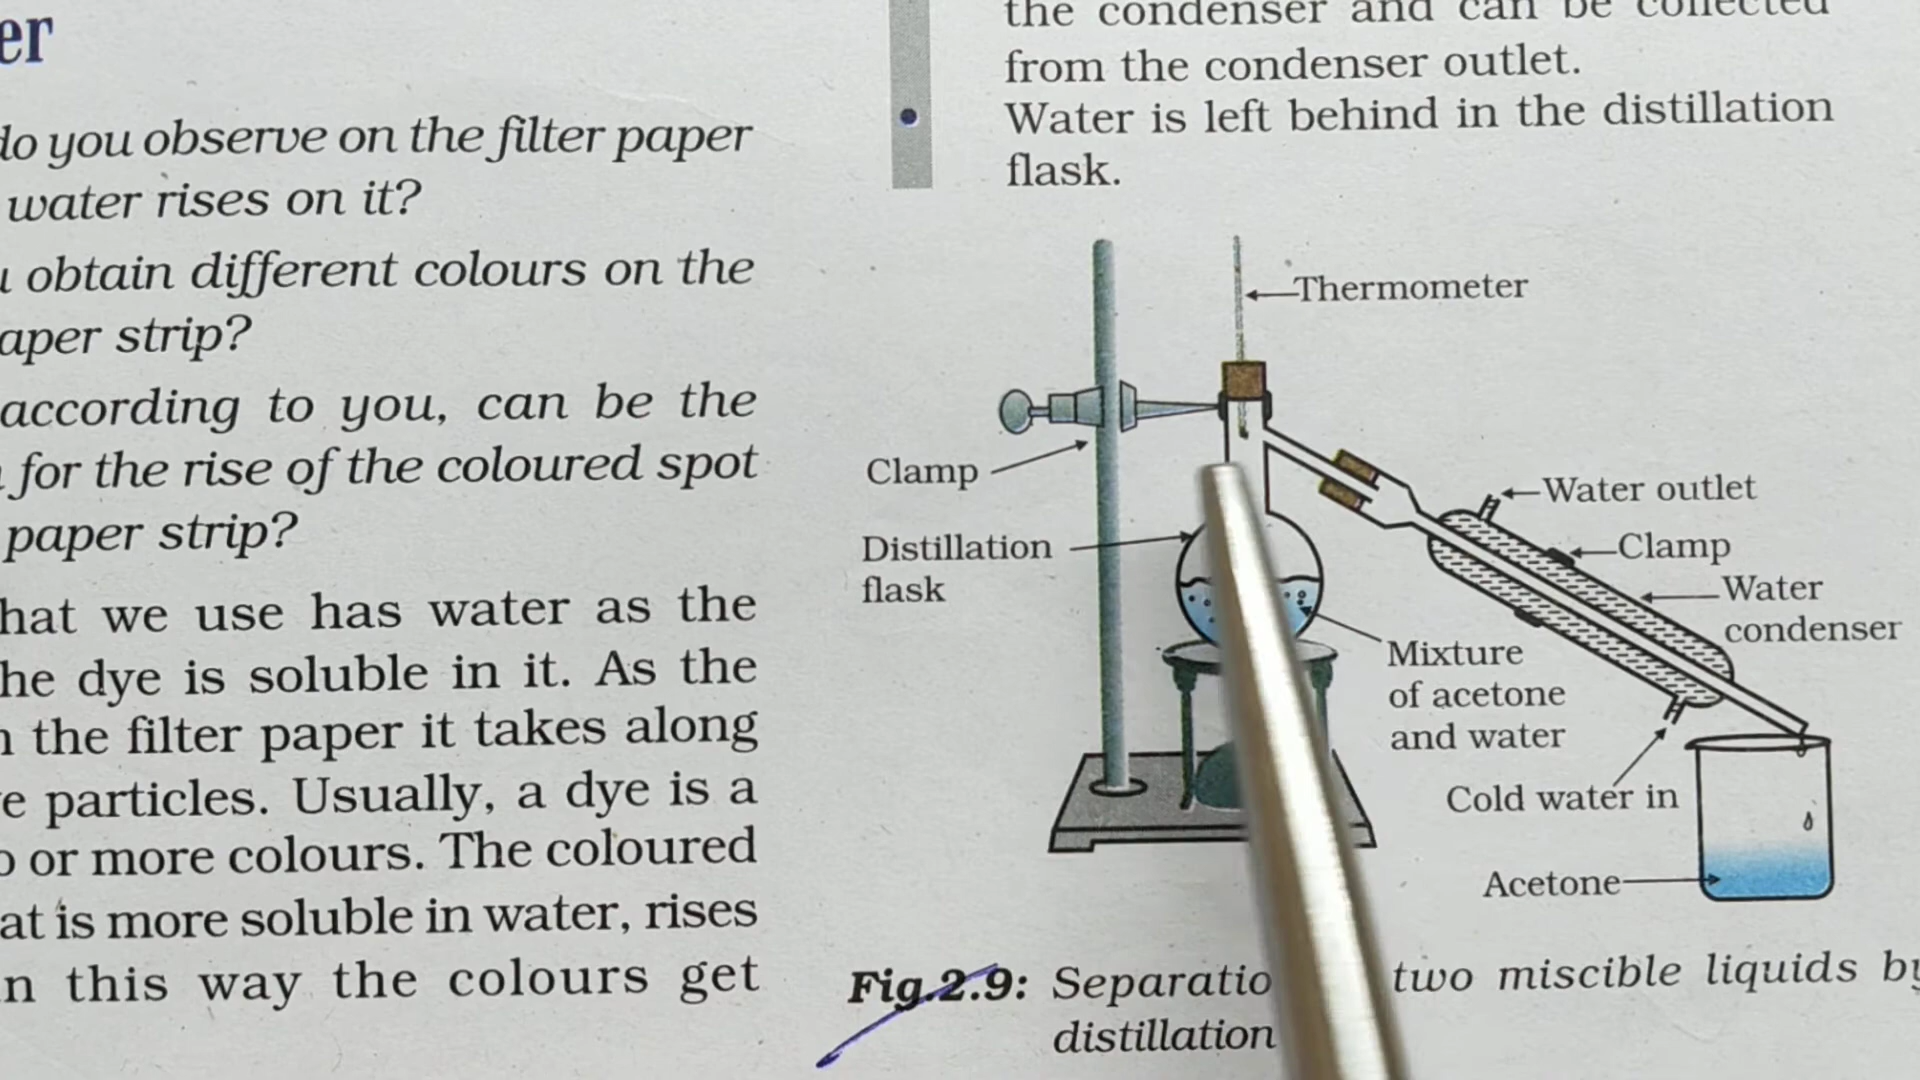 er
do you observe on the filter paper
water rises on it?
obtain different colours on the
aper strip?
according to you, can be the
for the rise of the coloured spot
paper strip?
hat we use has water as the
he dye is soluble in it. As the
the filter paper it takes along
e particles. Usually, a dye is a
or more colours. The coloured
at is more soluble in water, rises
n this way the colours get
the condenser and can be collected
from the condenser outlet.
• Water is left behind in the distillation
flask.
Thermometer
Clamp
Distillation
flask
Water outlet
Clamp
Water
condenser
Mixture
of acetone
and water
Cold water in
Acetone
Fig.2.9: Separatio two miscible liquids by
distillation